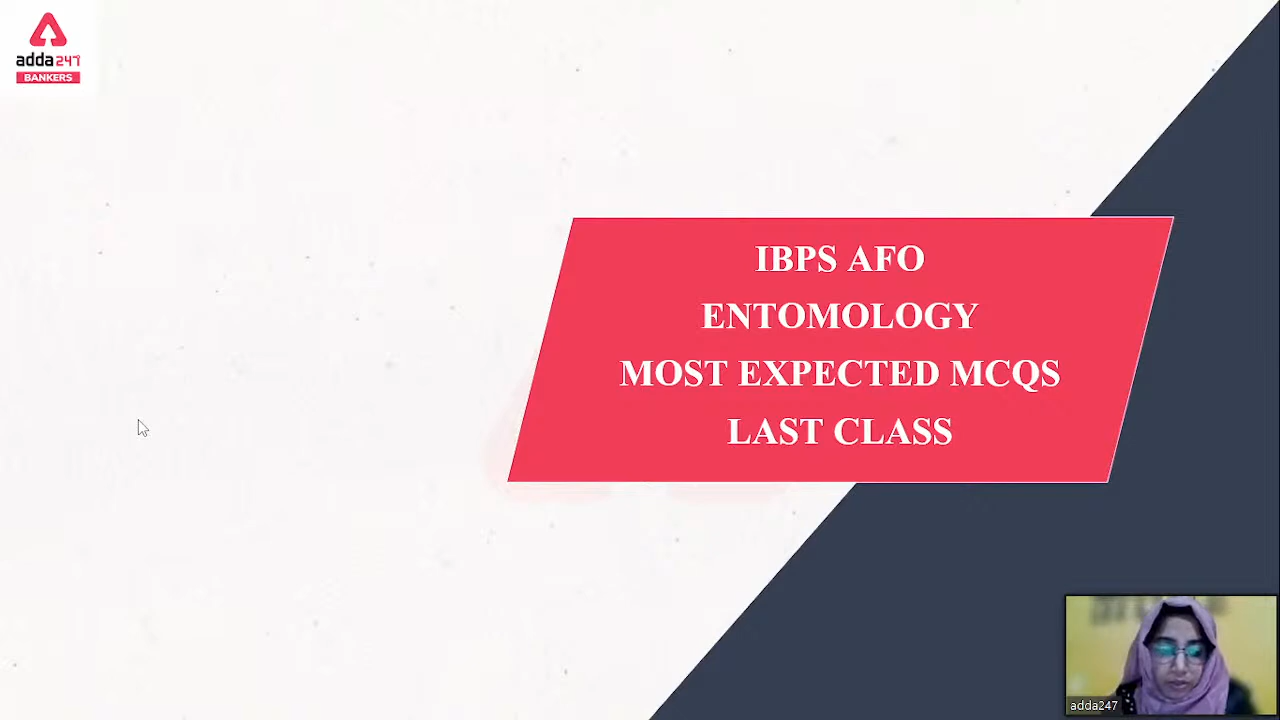 adda247
BANKERS
IBPS AFO
ENTOMOLOGY
MOST EXPECTED MCQS
LAST CLASS
adda247